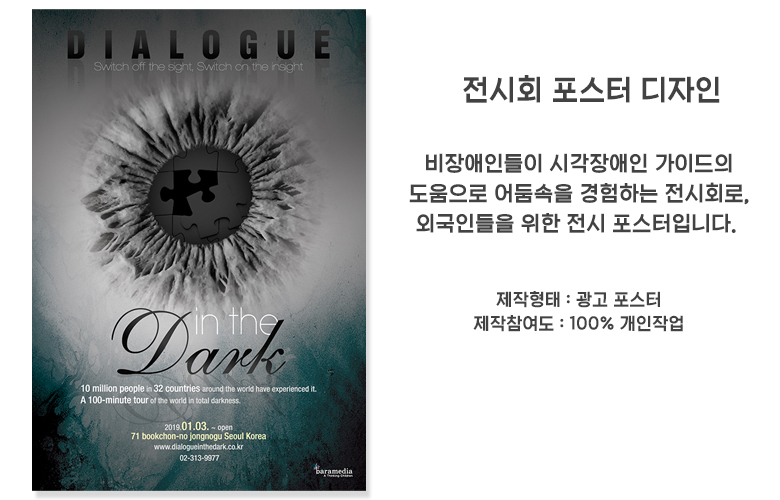 DIALOGUE
Switch off the sight, Switch on the insight
in the
Dark
10 million people in 32 countries around the world have experienced it.
A 100-minute tour of the world in total darkness.
2019.01.03. ~ open
71 bookchon-no jongnogu Seoul Korea
www.dialogueinthedark.co.kr
02-313-9977
paramedia
A Thinking Children
전시회 포스터 디자인
비장애인들이 시각장애인 가이드의
도움으로 어둠속을 경험하는 전시회로,
외국인들을 위한 전시 포스터입니다.
제작형태 : 광고 포스터
제작참여도 : 100% 개인작업